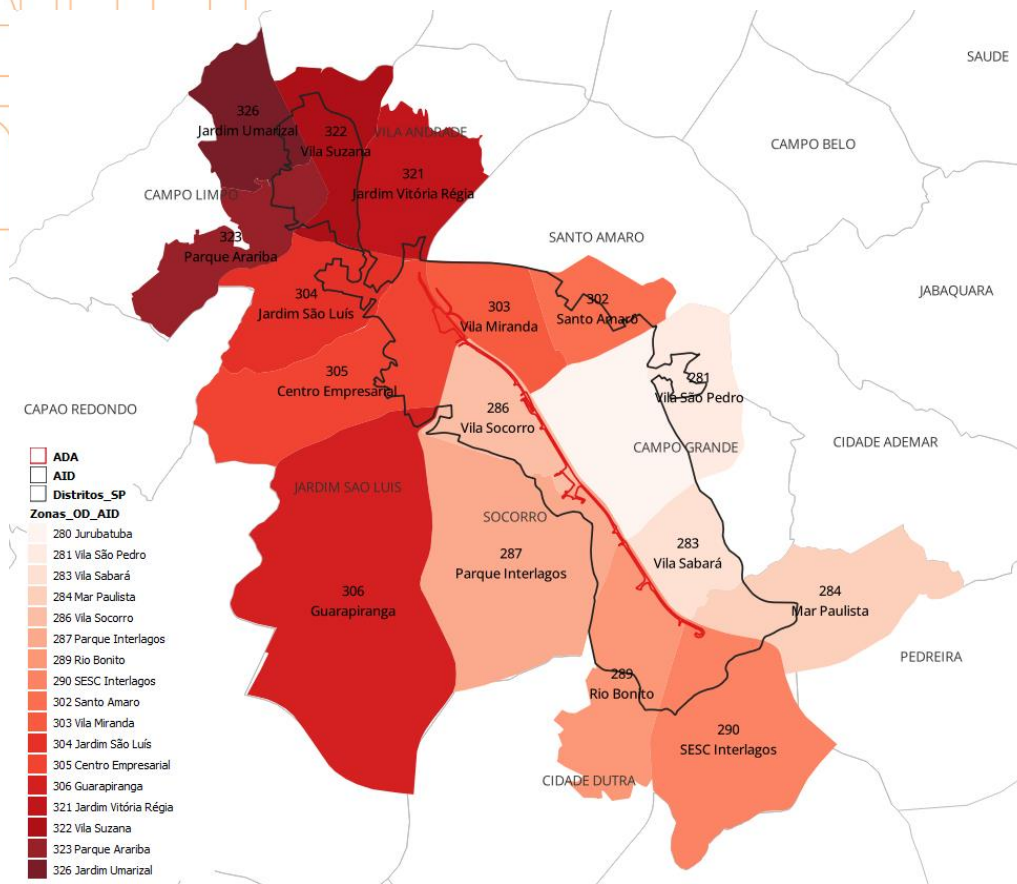 SAUDE
326
Jardim Umarizal
322
Vila Suzana
VILA ANDRADE
CAMPO BELO
321
Jardim Vitória Régia
CAMPO LIMPO
323
Parque Arariba
SANTO AMARO
JABAQUARA
304
Jardim São Luís
303
Vila Miranda
302
Santo Amaro
305
Centro Empresarial
281
Vila São Pedro
CAPAO REDONDO
286
Vila Socorro
CAMPO GRANDE
CIDADE ADEMAR
JARDIM SAO LUIS
SOCORRO
287
Parque Interlagos
283
Vila Sabará
306
Guarapiranga
284
Mar Paulista
PEDREIRA
289
Rio Bonito
290
SESC Interlagos
CIDADE DUTRA
ADA
AID
Distritos_SP
Zonas_OD_AID
280 Jurubatuba
281 Vila São Pedro
283 Vila Sabará
284 Mar Paulista
286 Vila Socorro
287 Parque Interlagos
289 Rio Bonito
290 SESC Interlagos
302 Santo Amaro
303 Vila Miranda
304 Jardim São Luís
305 Centro Empresarial
306 Guarapiranga
321 Jardim Vitória Régia
322 Vila Suzana
323 Parque Arariba
326 Jardim Umarizal